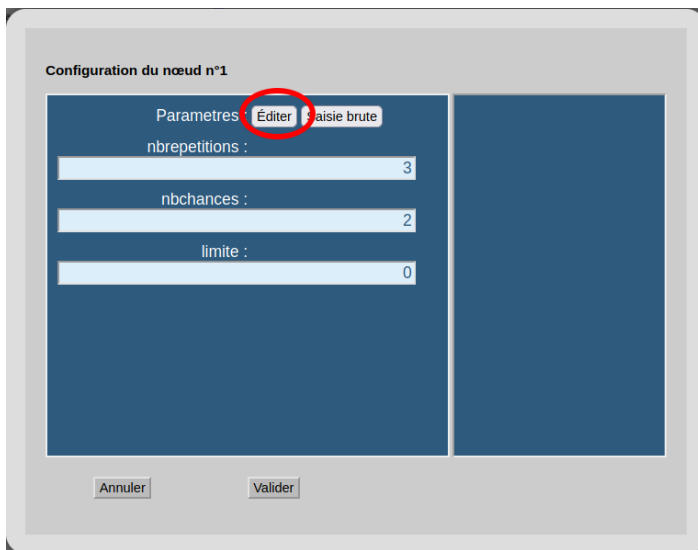 Configuration du nœud n°1
Parametres : Éditer Saisie brute
nbrepetitions :
3
nbchances :
2
limite :
0
Annuler Valider